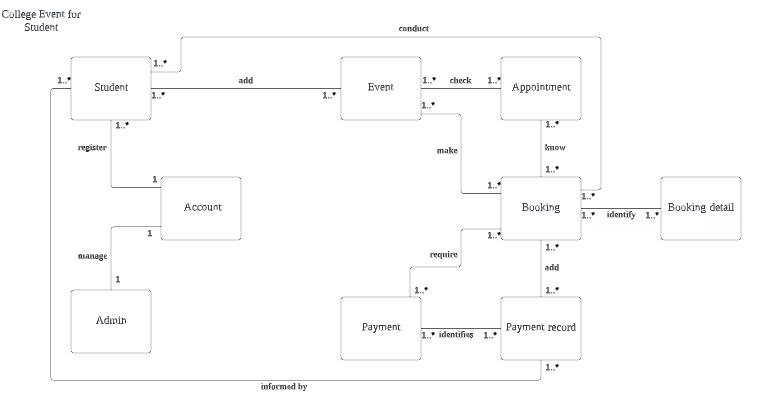 College Event for
Student
conduct
1..*
1..*
Student
add
Event
1..*
check
1..*
Appointment
1..*
1..*
1..*
1..*
1..*
register
make
know
1..*
1
1..*
Account
Booking
1..*
Booking detail
1..*
identify
1..*
1
1..*
1..*
manage
require
add
1
1..*
1..*
Admin
Payment
Payment record
1..*
identifies
1..*
1..*
informed by